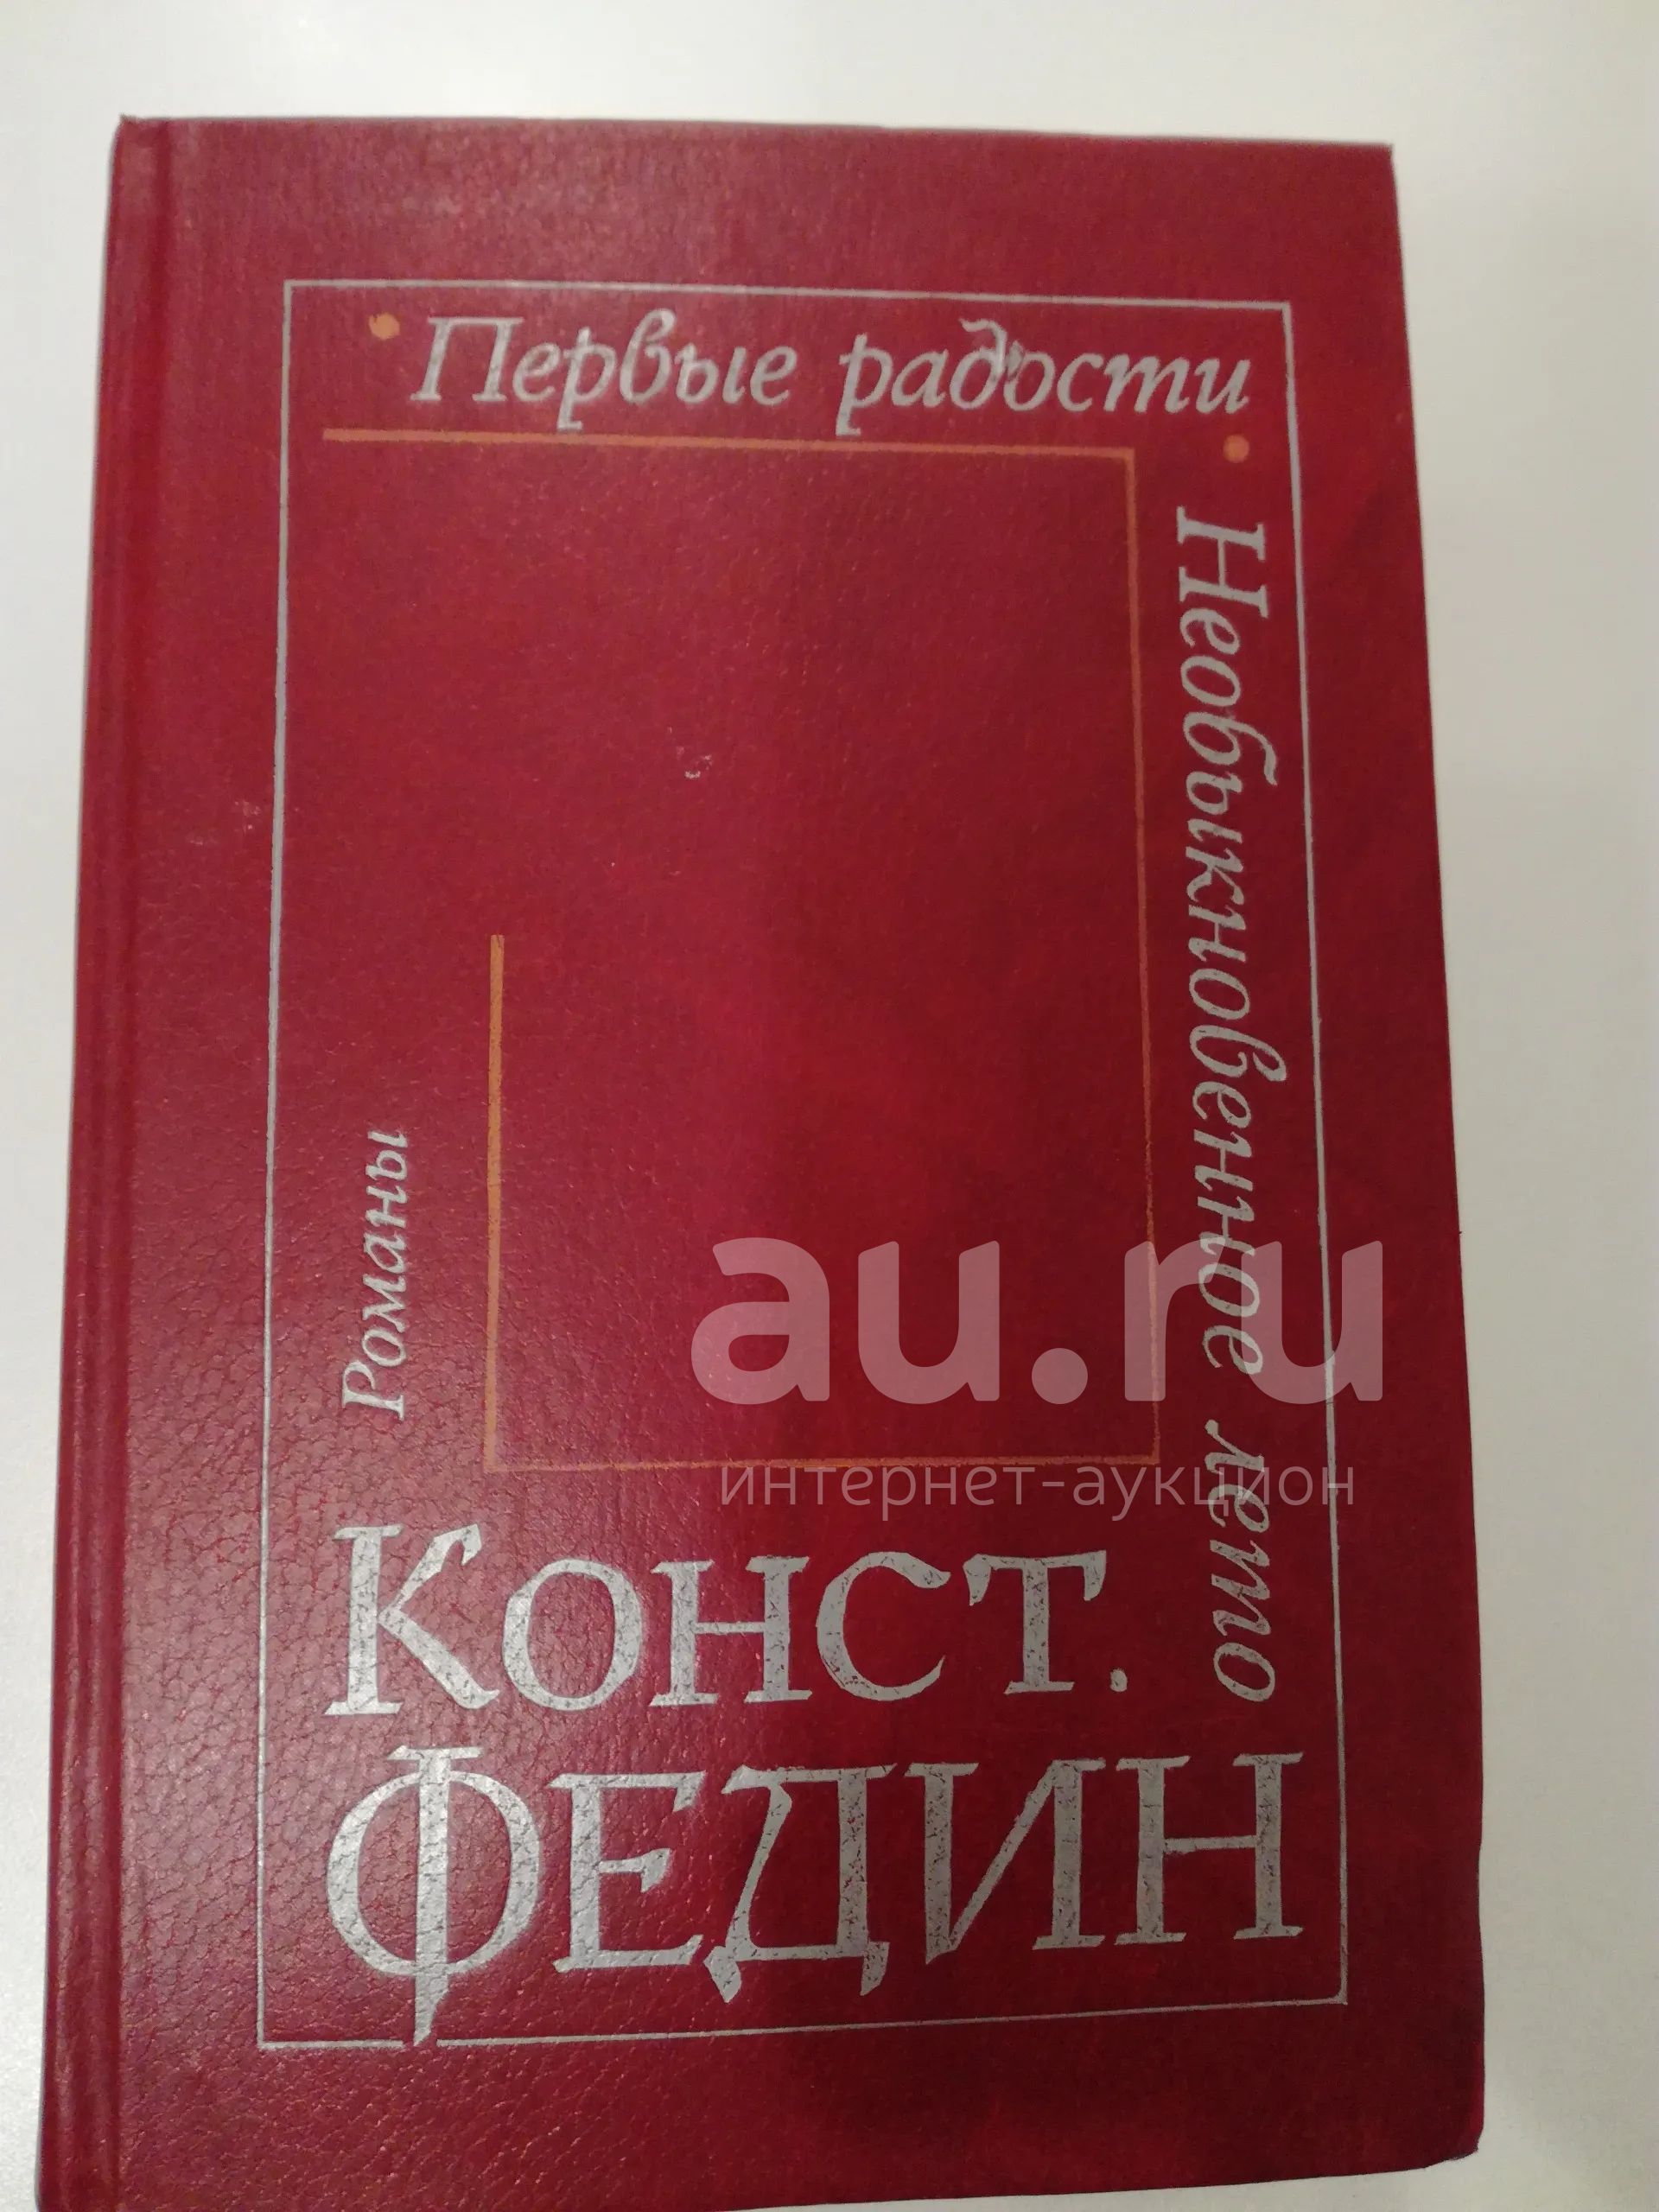 Первые радости
Необыкновенное лето
Романы
au.ru
интернет-аукцион
Конст.
ФЕДИН